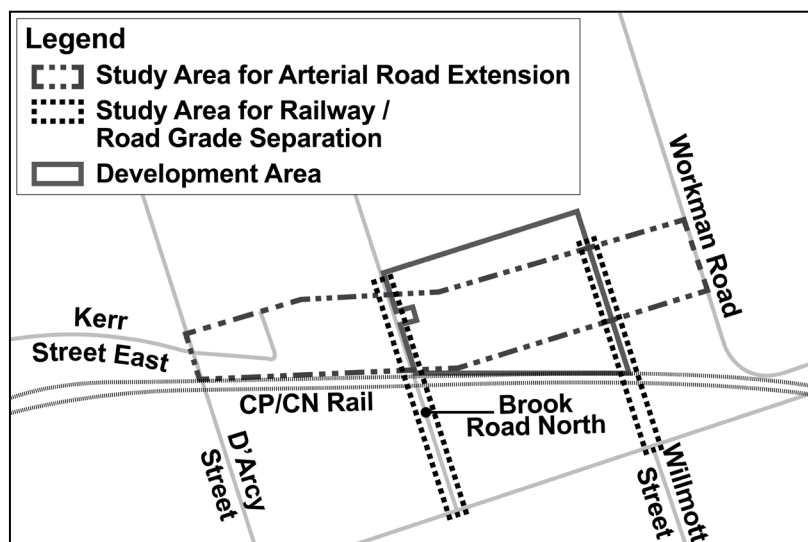 Legend
Study Area for Arterial Road Extension
Study Area for Railway /
Road Grade Separation
Development Area
Workman Road
Kerr
Street East
CP/CN Rail
Brook
Road North
D'Arcy
Street
Willmott
Street